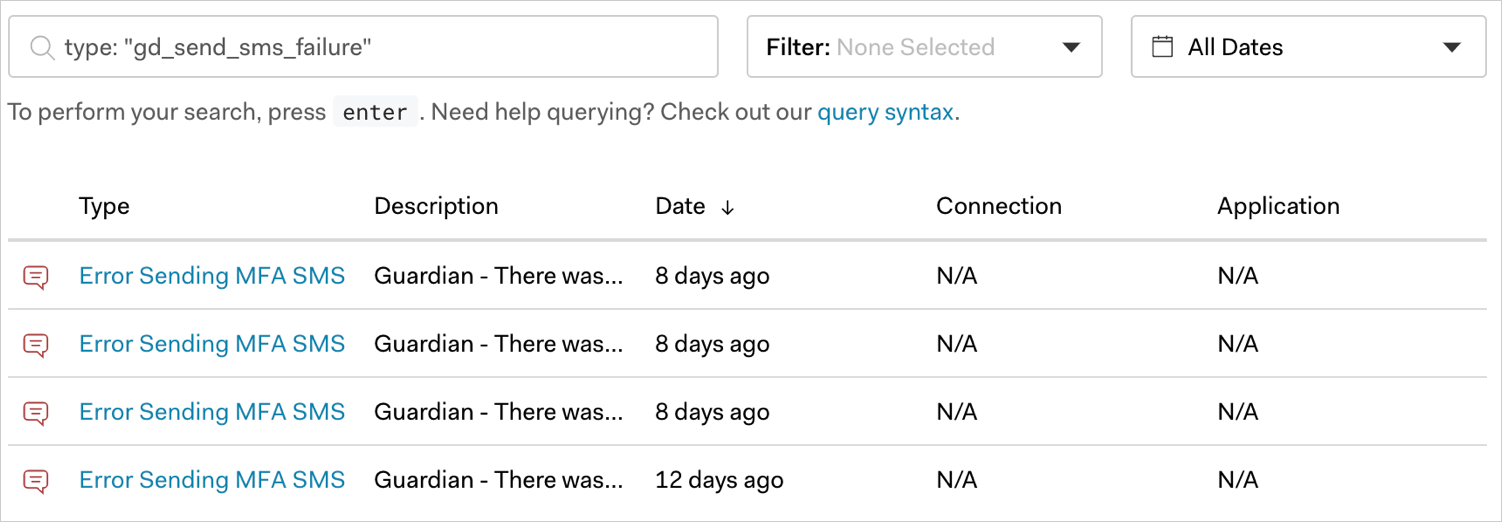 type: "gd_send_sms_failure" Filter: None Selected All Dates
To perform your search, press enter. Need help querying? Check out our query syntax.
Type Description Date ↓ Connection Application
Error Sending MFA SMS Guardian - There was... 8 days ago N/A N/A
Error Sending MFA SMS Guardian - There was... 8 days ago N/A N/A
Error Sending MFA SMS Guardian - There was... 8 days ago N/A N/A
Error Sending MFA SMS Guardian - There was... 12 days ago N/A N/A